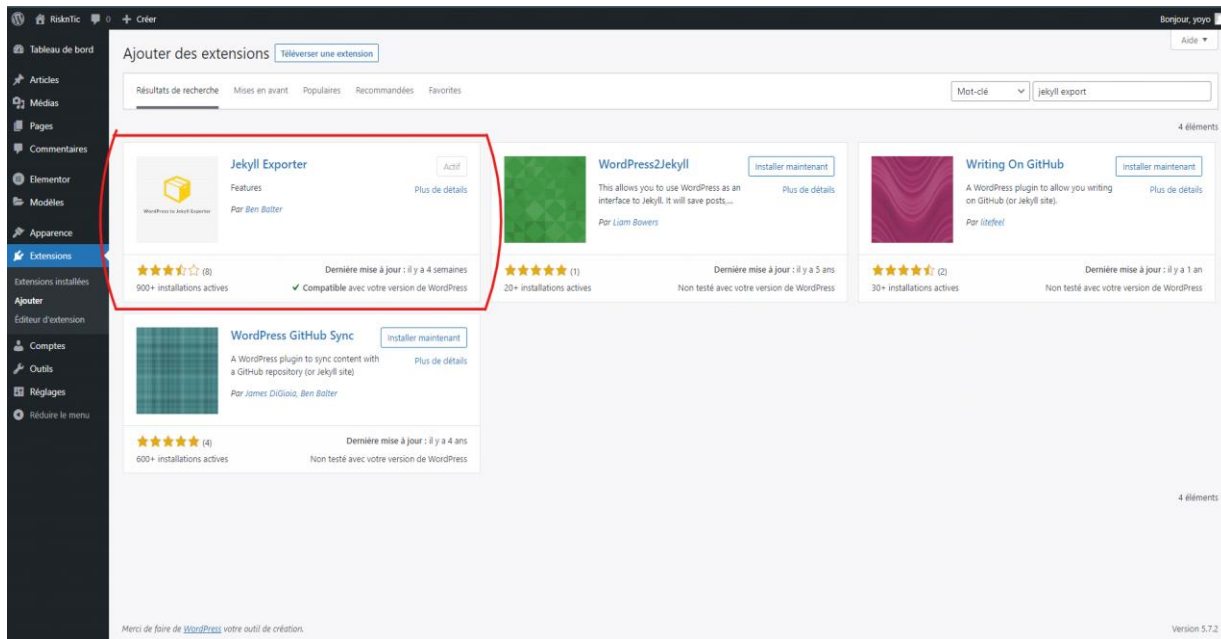 RisknTic 0 + Créer
Bonjour, yoyo
Tableau de bord
Articles
Médias
Pages
Commentaires
Elementor
Modèles
Apparence
Extensions
Extensions installées
Ajouter
Éditeur d'extension
Comptes
Outils
Réglages
Réduire le menu
Aide ▼
Ajouter des extensions Téléverser une extension
Résultats de recherche Mises en avant Populaires Recommandées Favorites
Mot-clé jekyll export
4 éléments
WordPress to Jekyll Exporter
Jekyll Exporter
Actif
Features
Plus de détails
Par Ben Balter
(8)
Dernière mise à jour : il y a 4 semaines
900+ installations actives
✔ Compatible avec votre version de WordPress
WordPress2Jekyll
Installer maintenant
This allows you to use WordPress as an
interface to Jekyll. It will save posts,...
Plus de détails
Par Liam Bowers
(1)
Dernière mise à jour : il y a 5 ans
20+ installations actives
Non testé avec votre version de WordPress
Writing On GitHub
Installer maintenant
A WordPress plugin to allow you writing
on GitHub (or Jekyll site).
Plus de détails
Par litefeel
(2)
Dernière mise à jour : il y a 1 an
30+ installations actives
Non testé avec votre version de WordPress
WordPress GitHub Sync
Installer maintenant
A WordPress plugin to sync content with
a GitHub repository (or Jekyll site)
Plus de détails
Par James DiGioia, Ben Balter
(4)
Dernière mise à jour : il y a 4 ans
600+ installations actives
Non testé avec votre version de WordPress
4 éléments
Merci de faire de WordPress votre outil de création.
Version 5.7.2